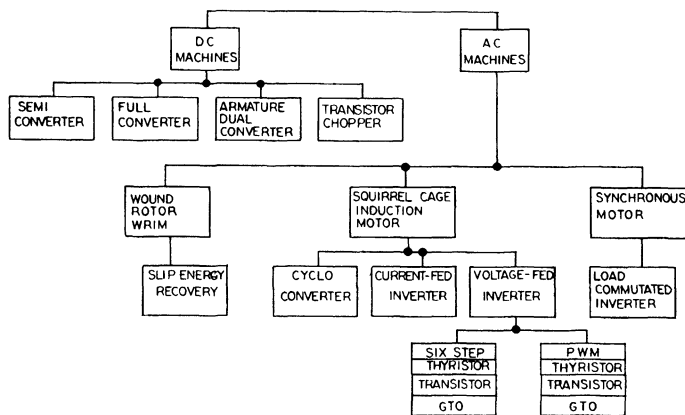 DC
MACHINES
AC
MACHINES
SEMI
CONVERTER
FULL
CONVERTER
ARMATURE
DUAL
CONVERTER
TRANSISTOR
CHOPPER
WOUND
ROTOR
WRIM
SQUIRREL CAGE
INDUCTION
MOTOR
SYNCHRONOUS
MOTOR
SLIP ENERGY
RECOVERY
CYCLO
CONVERTER
CURRENT-FED
INVERTER
VOLTAGE-FED
INVERTER
LOAD
COMMUTATED
INVERTER
SIX STEP
THYRISTOR
TRANSISTOR
GTO
PWM
THYRISTOR
TRANSISTOR
GTO